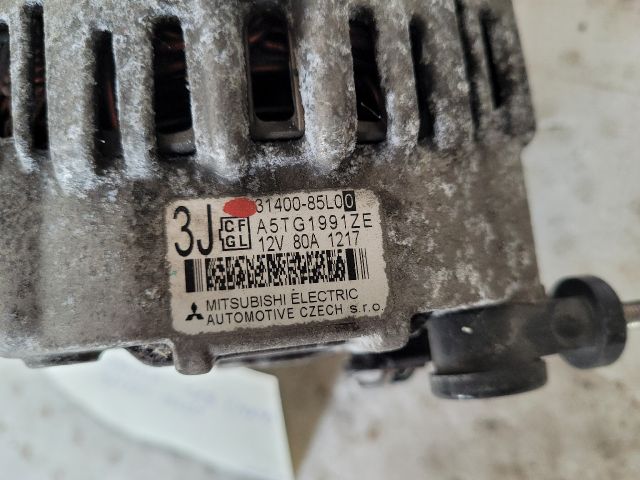 3J
CF
GL
31400-85L00
A5TG1991ZE
12V 80A 1217
MITSUBISHI ELECTRIC
AUTOMOTIVE CZECH s.r.o.